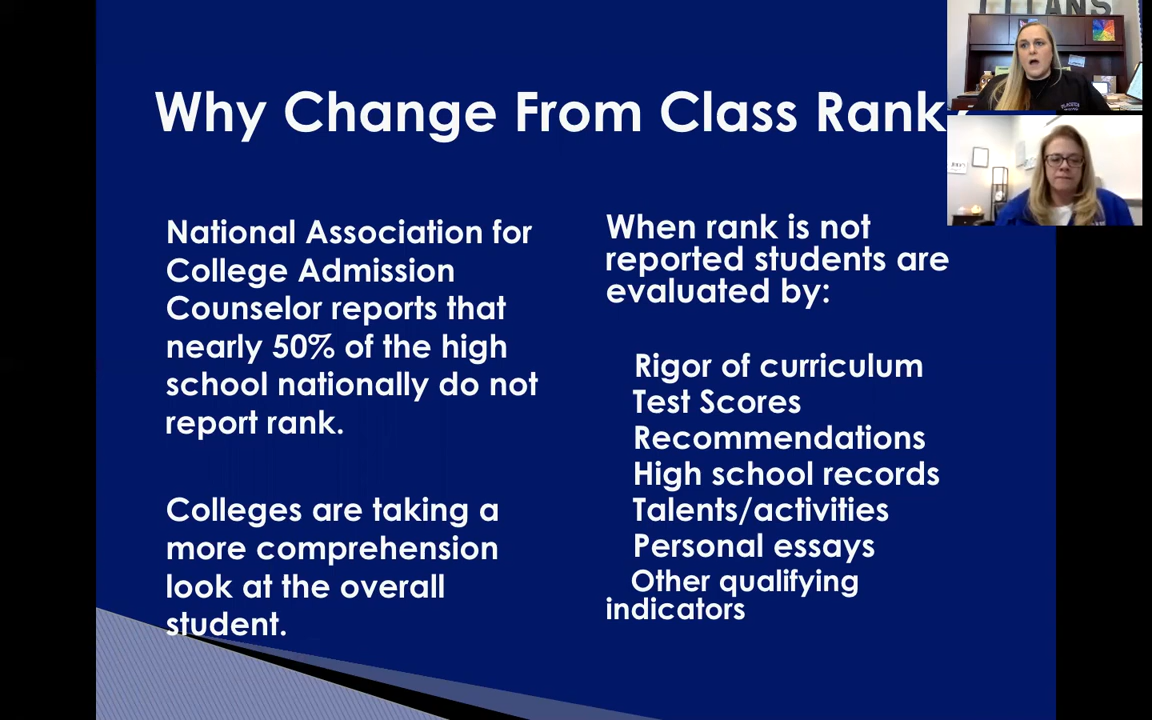 TITANS
Why Change From Class Rank
National Association for
College Admission
Counselor reports that
nearly 50% of the high
school nationally do not
report rank.
Colleges are taking a
more comprehension
look at the overall
student.
When rank is not
reported students are
evaluated by:
Rigor of curriculum
Test Scores
Recommendations
High school records
Talents/activities
Personal essays
Other qualifying
indicators